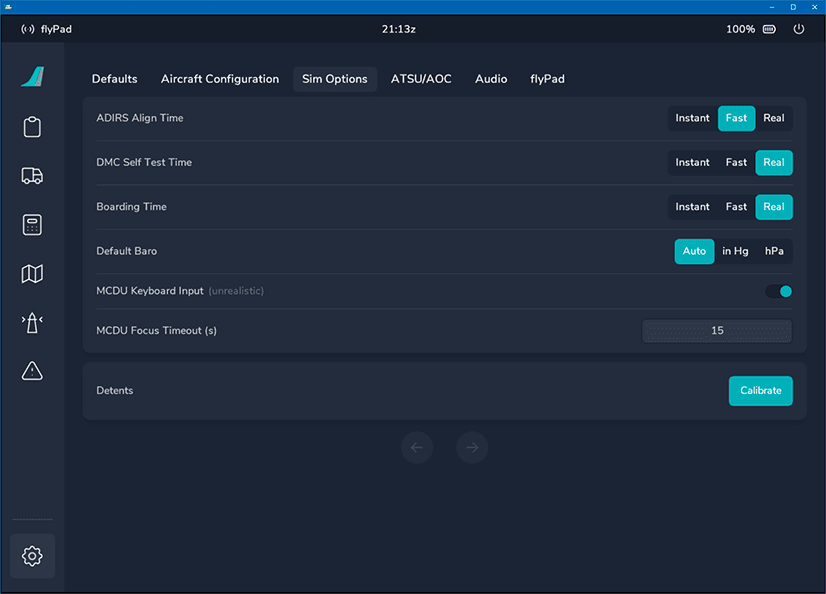 flyPad 21:13z 100%
Defaults Aircraft Configuration Sim Options ATSU/AOC Audio flyPad
ADIRS Align Time Instant Fast Real
DMC Self Test Time Instant Fast Real
Boarding Time Instant Fast Real
Default Baro Auto in Hg hPa
MCDU Keyboard Input (unrealistic)
MCDU Focus Timeout (s) 15
Detents Calibrate